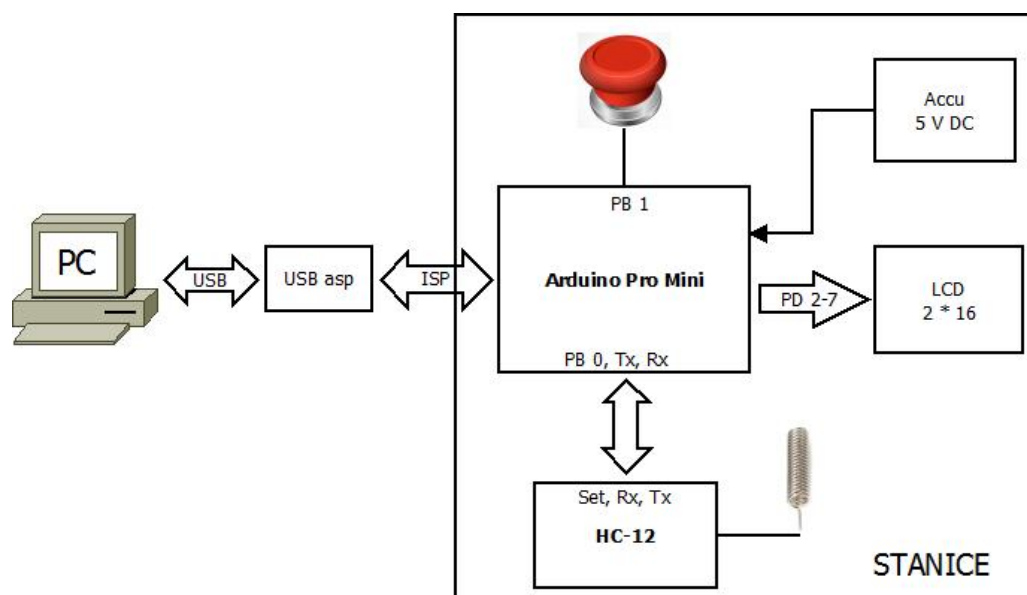 Accu
5 V DC
PB 1
PC
USB
USB asp
ISP
Arduino Pro Mini
PD 2-7
LCD
2 * 16
PB 0, Tx, Rx
Set, Rx, Tx
HC-12
STANICE